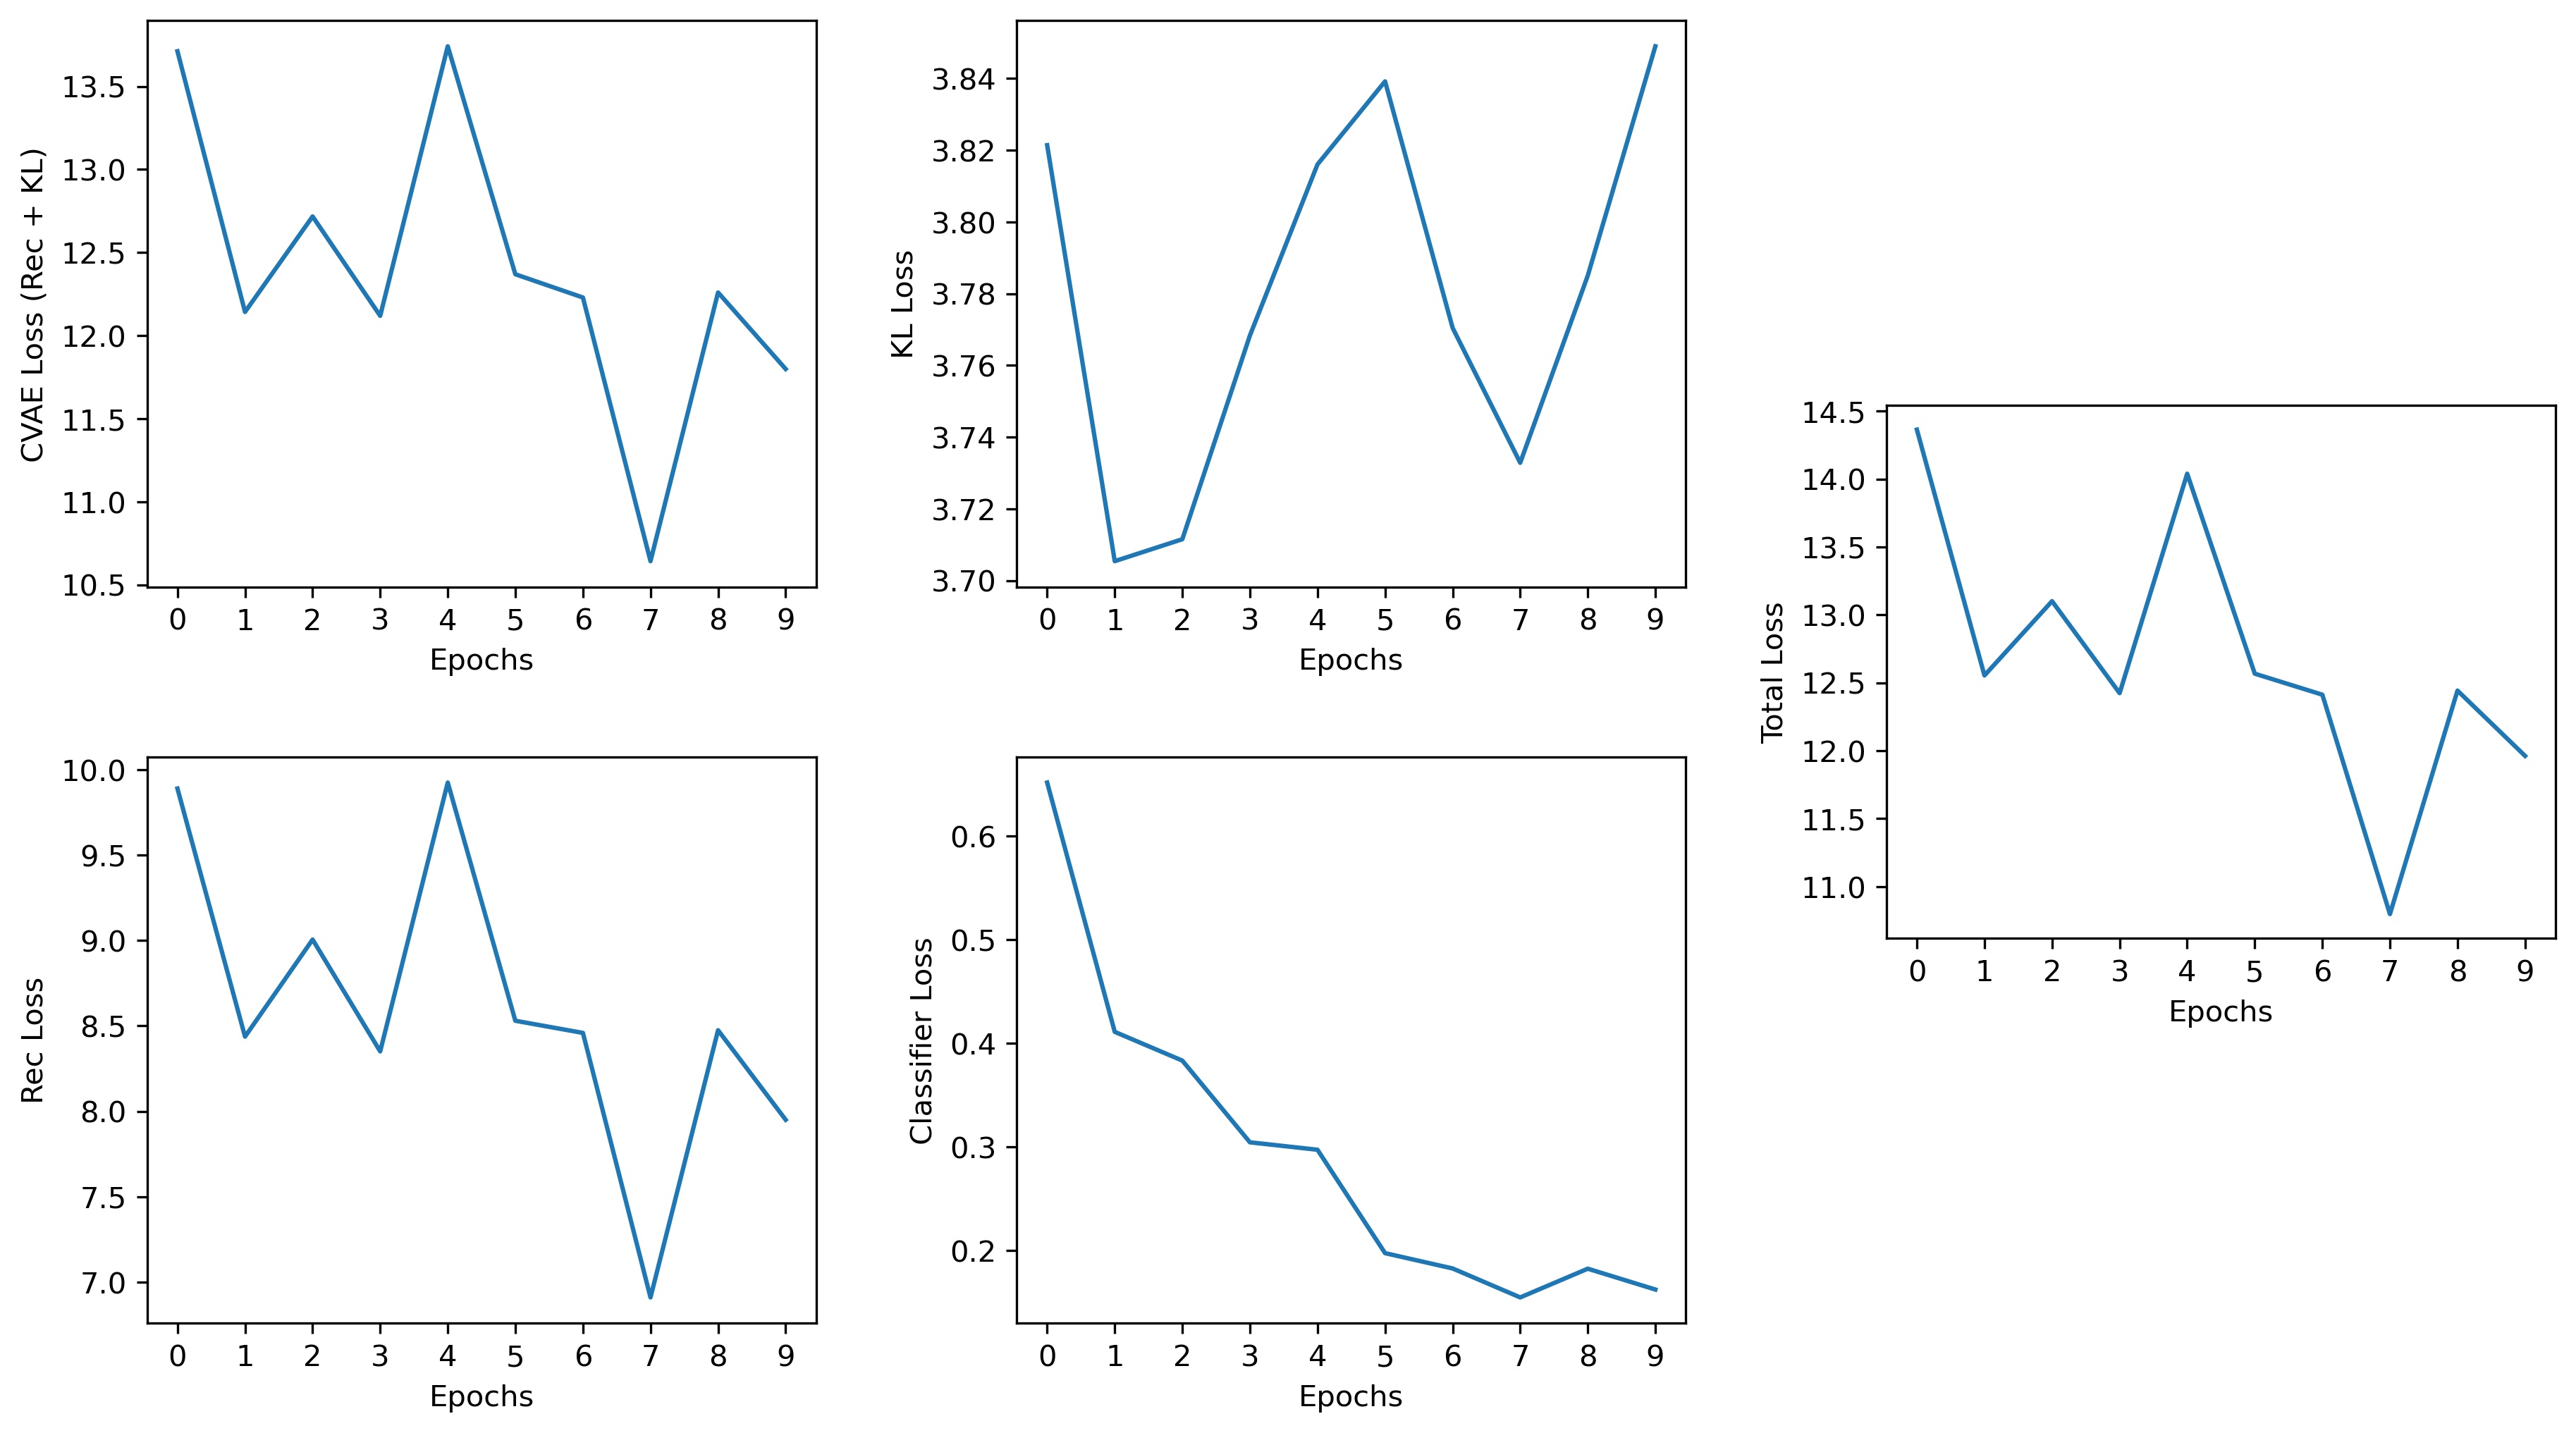 CVAE Loss (Rec + KL)
13.5
13.0
12.5
12.0
11.5
11.0
10.5
0 1 2 3 4 5 6 7 8 9
Epochs
KL Loss
3.84
3.82
3.80
3.78
3.76
3.74
3.72
3.70
0 1 2 3 4 5 6 7 8 9
Epochs
Rec Loss
10.0
9.5
9.0
8.5
8.0
7.5
7.0
0 1 2 3 4 5 6 7 8 9
Epochs
Classifier Loss
0.6
0.5
0.4
0.3
0.2
0 1 2 3 4 5 6 7 8 9
Epochs
Total Loss
14.5
14.0
13.5
13.0
12.5
12.0
11.5
11.0
0 1 2 3 4 5 6 7 8 9
Epochs